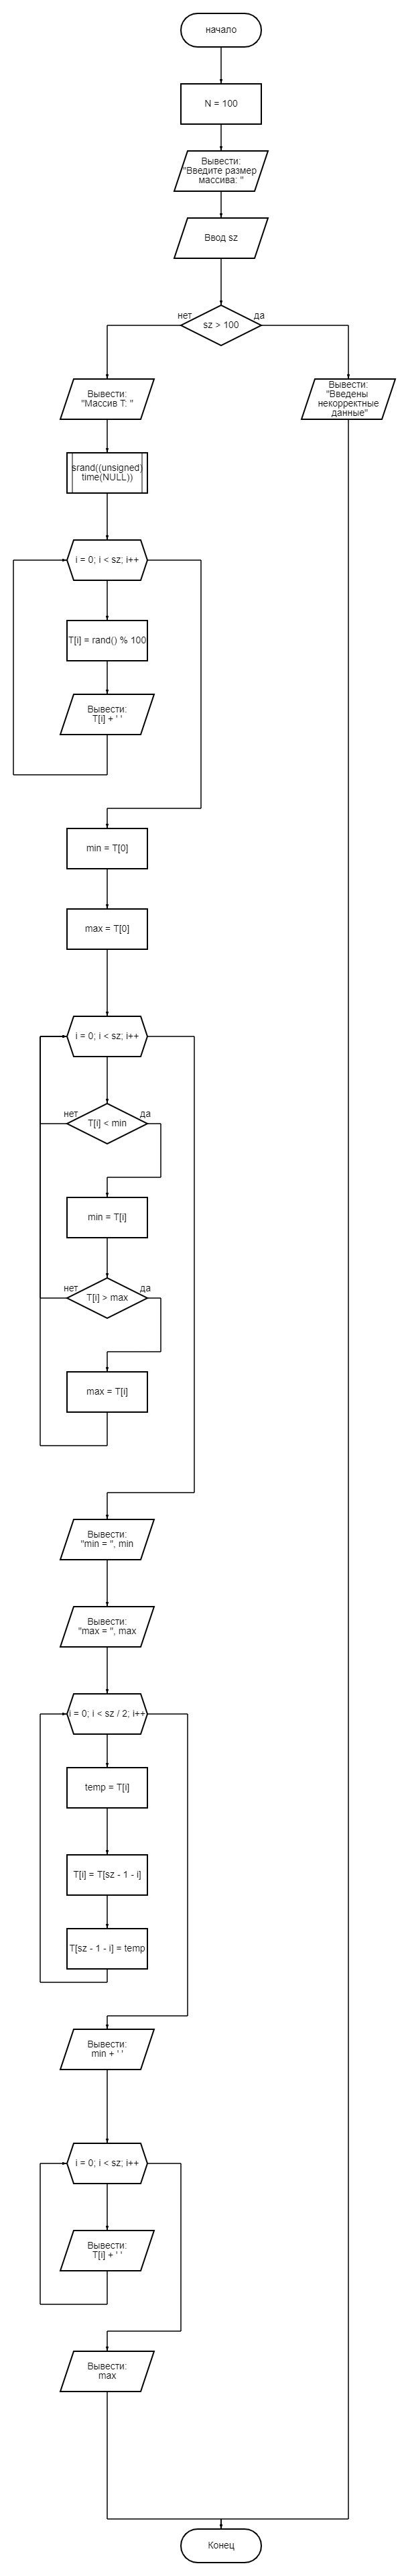 начало
N = 100
Вывести:
"Введите размер
массива: "
Ввод sz
нет
sz > 100
да
Вывести:
"Массив T: "
Вывести:
"Введены
некорректные
данные"
srand((unsigned)
time(NULL))
i = 0; i < sz; i++
T[i] = rand() % 100
Вывести:
T[i] + ' '
min = T[0]
max = T[0]
i = 0; i < sz; i++
нет
T[i] < min
да
min = T[i]
нет
T[i] > max
да
max = T[i]
Вывести:
"min = ", min
Вывести:
"max = ", max
i = 0; i < sz / 2; i++
temp = T[i]
T[i] = T[sz - 1 - i]
T[sz - 1 - i] = temp
Вывести:
min + ' '
i = 0; i < sz; i++
Вывести:
T[i] + ' '
Вывести:
max
Конец